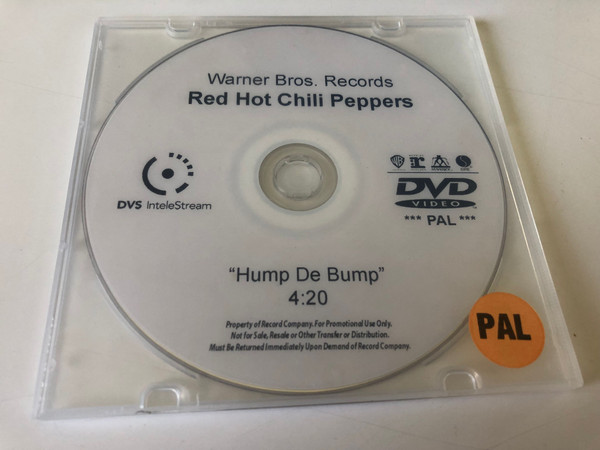 Warner Bros. Records
Red Hot Chili Peppers
DVS InteleStream
DVD
VIDEO
*** PAL ***
“Hump De Bump”
4:20
Property of Record Company. For Promotional Use Only.
Not for Sale, Resale or Other Transfer or Distribution.
Must Be Returned Immediately Upon Demand of Record Company.
PAL